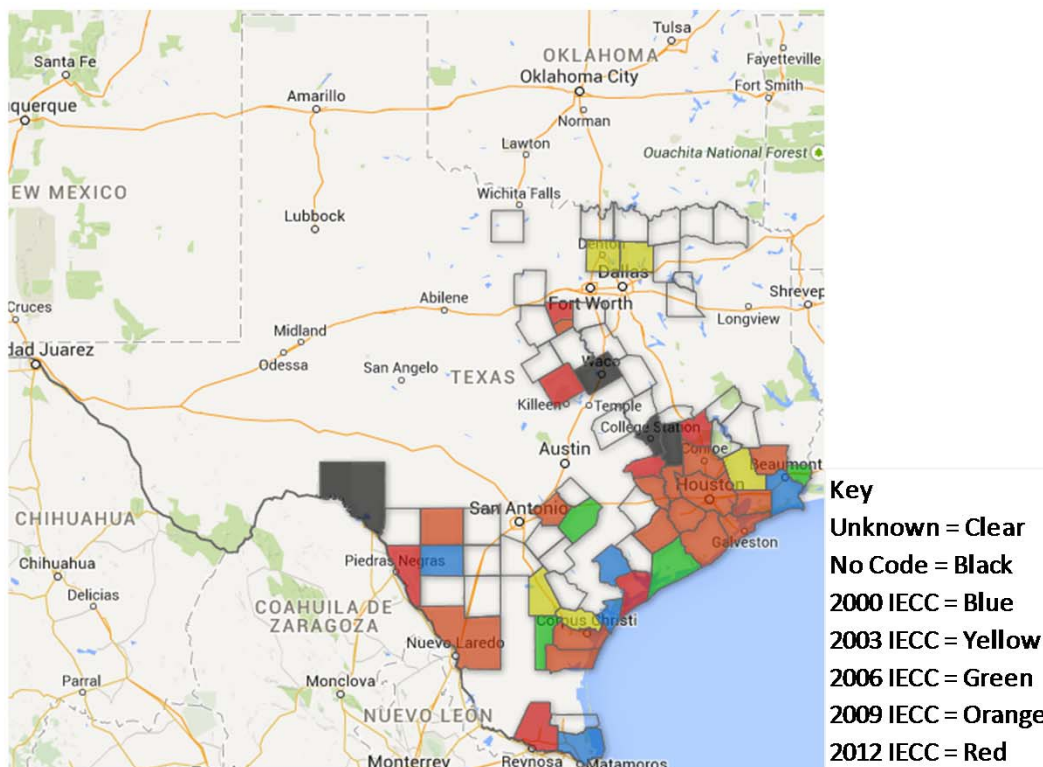 Tulsa
Santa Fe
OKLAHOMA
Fayetteville
Oklahoma City
uquerque
Amarillo
Fort Smith
Norman
Lawton
Ouachita National Forest
EW MEXICO
Wichita Falls
Lubbock
Denton
Dallas
Cruces
Abilene
Fort Worth
Shrevep
Longview
Midland
dad Juarez
Odessa
San Angelo
Waco
TEXAS
Killeen
Temple
College Station
Austin
Conroe
Beaumont
Houston
San Antonio
CHIHUAHUA
Galveston
Chihuahua
Piedras Negras
Delicias
COAHUILA DE
ZARAGOZA
Corpus Christi
Nuevo Laredo
Parral
Monclova
NUEVO LEON
Monterrey
Reynosa
Matamoros
Key
Unknown = Clear
No Code = Black
2000 IECC = Blue
2003 IECC = Yellow
2006 IECC = Green
2009 IECC = Orange
2012 IECC = Red